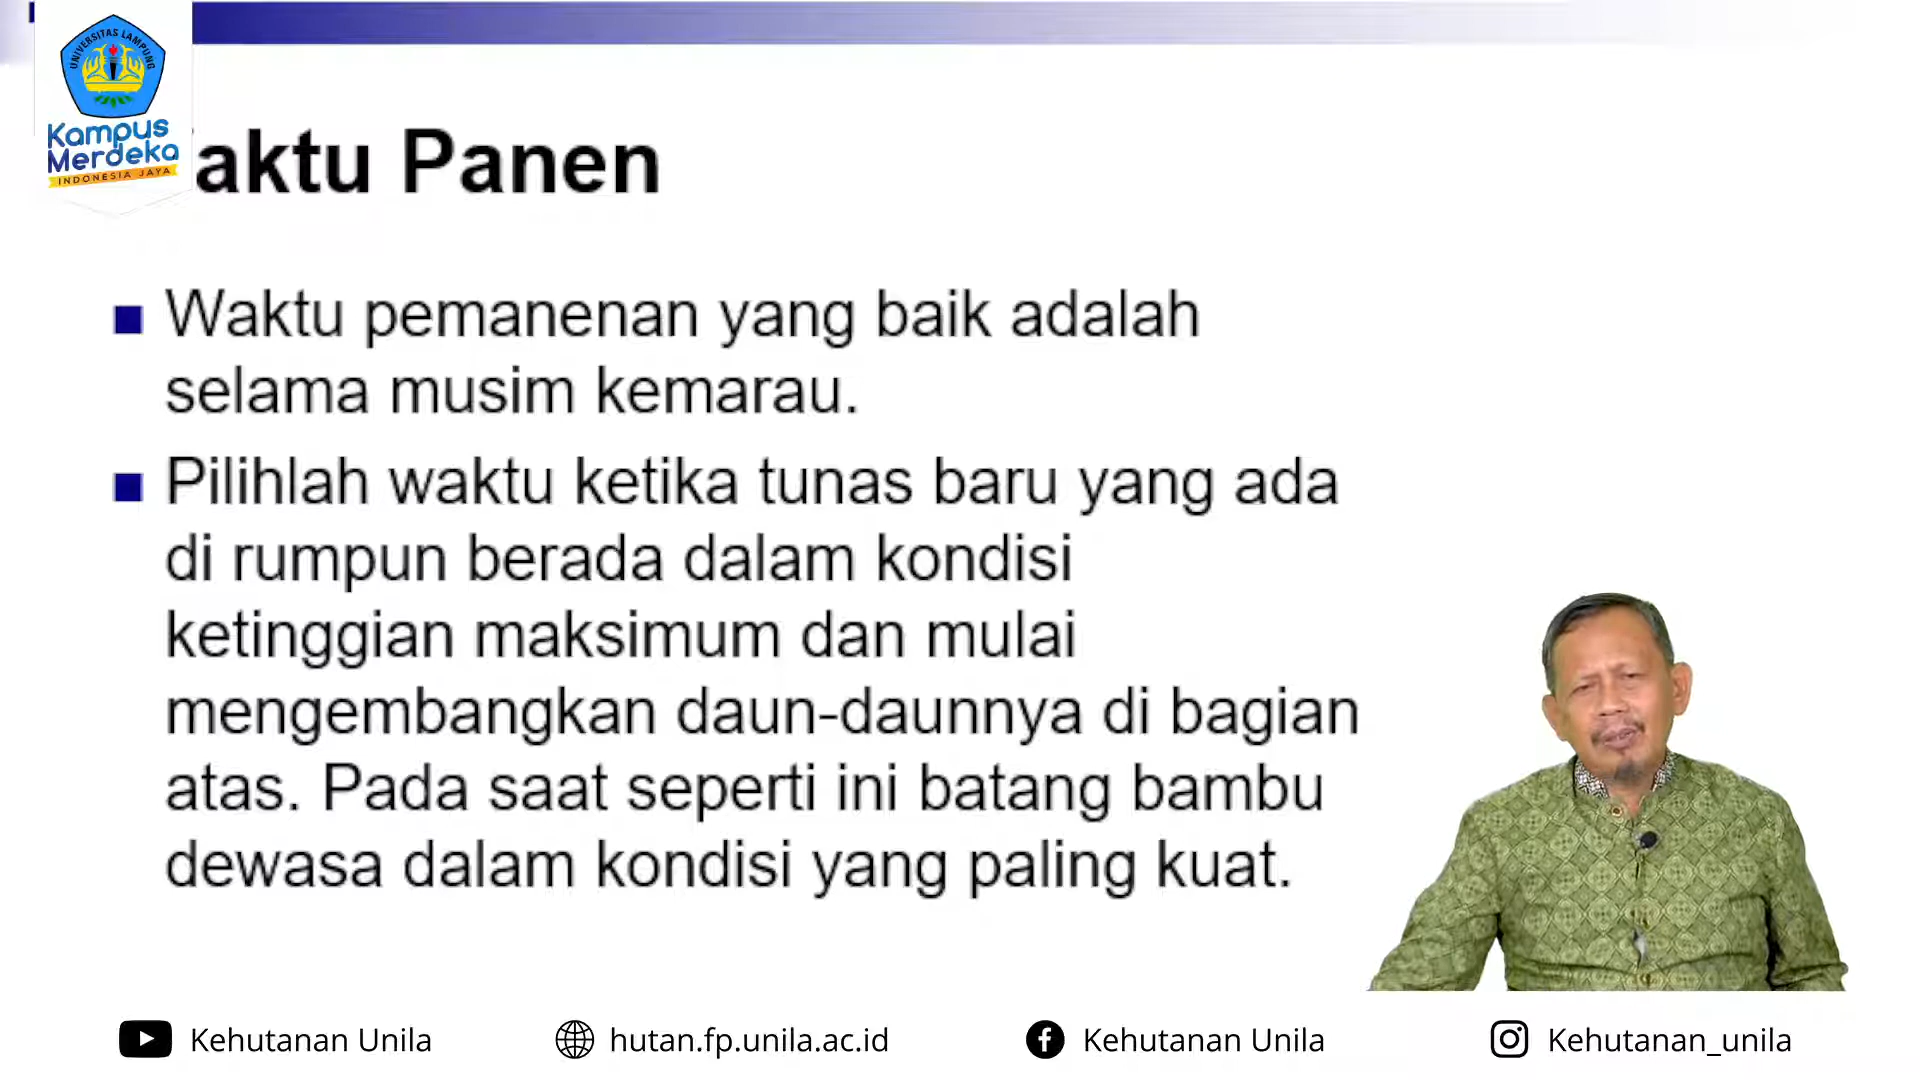 UNIVERSITAS LAMPUNG
Kampus
Merdeka
INDONESIA JAYA
aktu Panen
Waktu pemanenan yang baik adalah
selama musim kemarau.
Pilihlah waktu ketika tunas baru yang ada
di rumpun berada dalam kondisi
ketinggian maksimum dan mulai
mengembangkan daun-daunnya di bagian
atas. Pada saat seperti ini batang bambu
dewasa dalam kondisi yang paling kuat.
Kehutanan Unila
hutan.fp.unila.ac.id
Kehutanan Unila
Kehutanan_unila